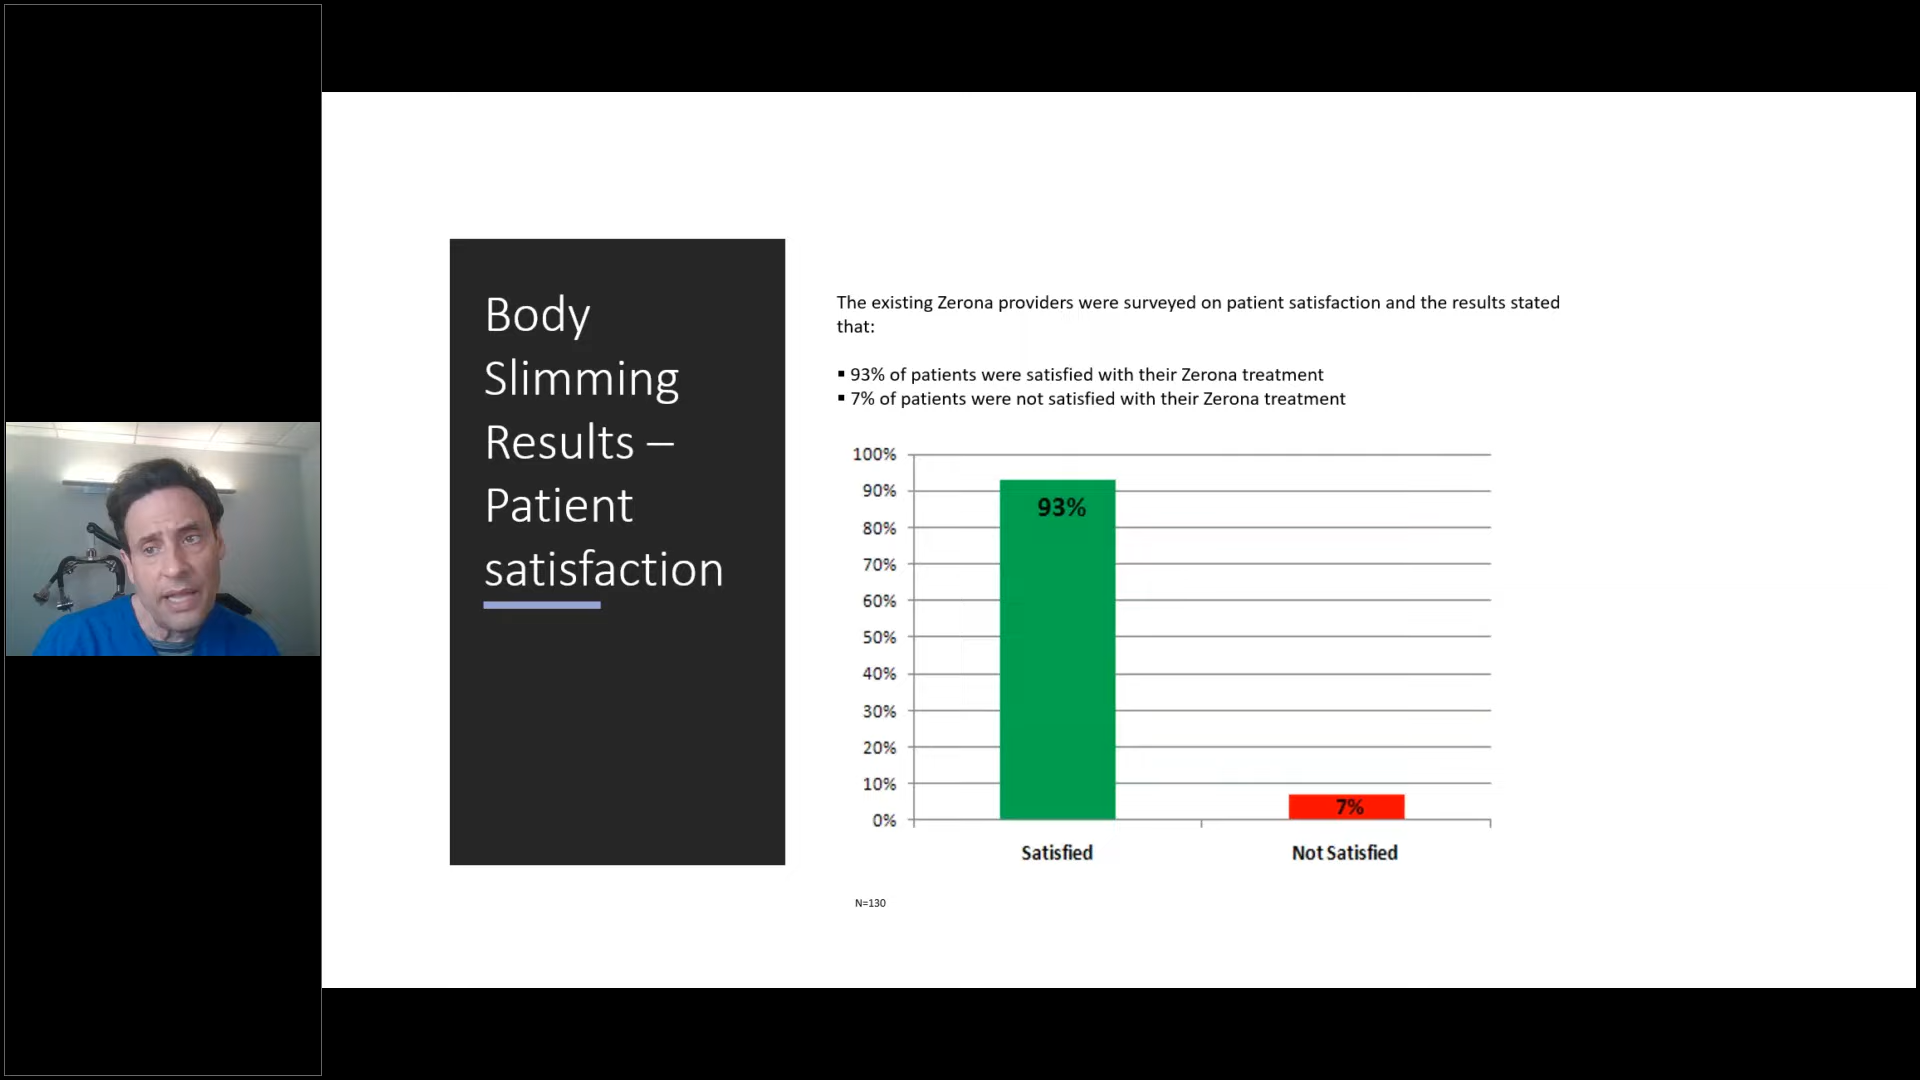 Body
Slimming
Results –
Patient
satisfaction
The existing Zerona providers were surveyed on patient satisfaction and the results stated
that:
▪ 93% of patients were satisfied with their Zerona treatment
▪ 7% of patients were not satisfied with their Zerona treatment
100%
90%
80%
70%
60%
50%
40%
30%
20%
10%
0%
93%
7%
Satisfied
Not Satisfied
N=130